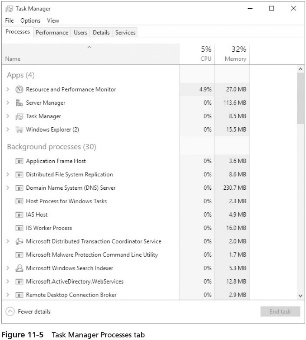 Task Manager
File Options View
Processes Performance Users Details Services
5% 32%
Name CPU Memory
Apps (4)
Resource and Performance Monitor 4.9% 27.0 MB
Server Manager 0% 113.6 MB
Task Manager 0% 8.5 MB
Windows Explorer (2) 0% 15.5 MB
Background processes (30)
Application Frame Host 0% 3.6 MB
Distributed File System Replication 0% 8.6 MB
Domain Name System (DNS) Server 0% 230.7 MB
Host Process for Windows Tasks 0% 2.3 MB
IAS Host 0% 4.9 MB
IIS Worker Process 0% 16.0 MB
Microsoft Distributed Transaction Coordinator Service 0% 2.0 MB
Microsoft Malware Protection Command Line Utility 0% 1.7 MB
Microsoft Windows Search Indexer 0% 5.3 MB
Microsoft.ActiveDirectory.WebServices 0% 12.8 MB
Remote Desktop Connection Broker 0% 2.9 MB
Fewer details End task
Figure 11-5 Task Manager Processes tab